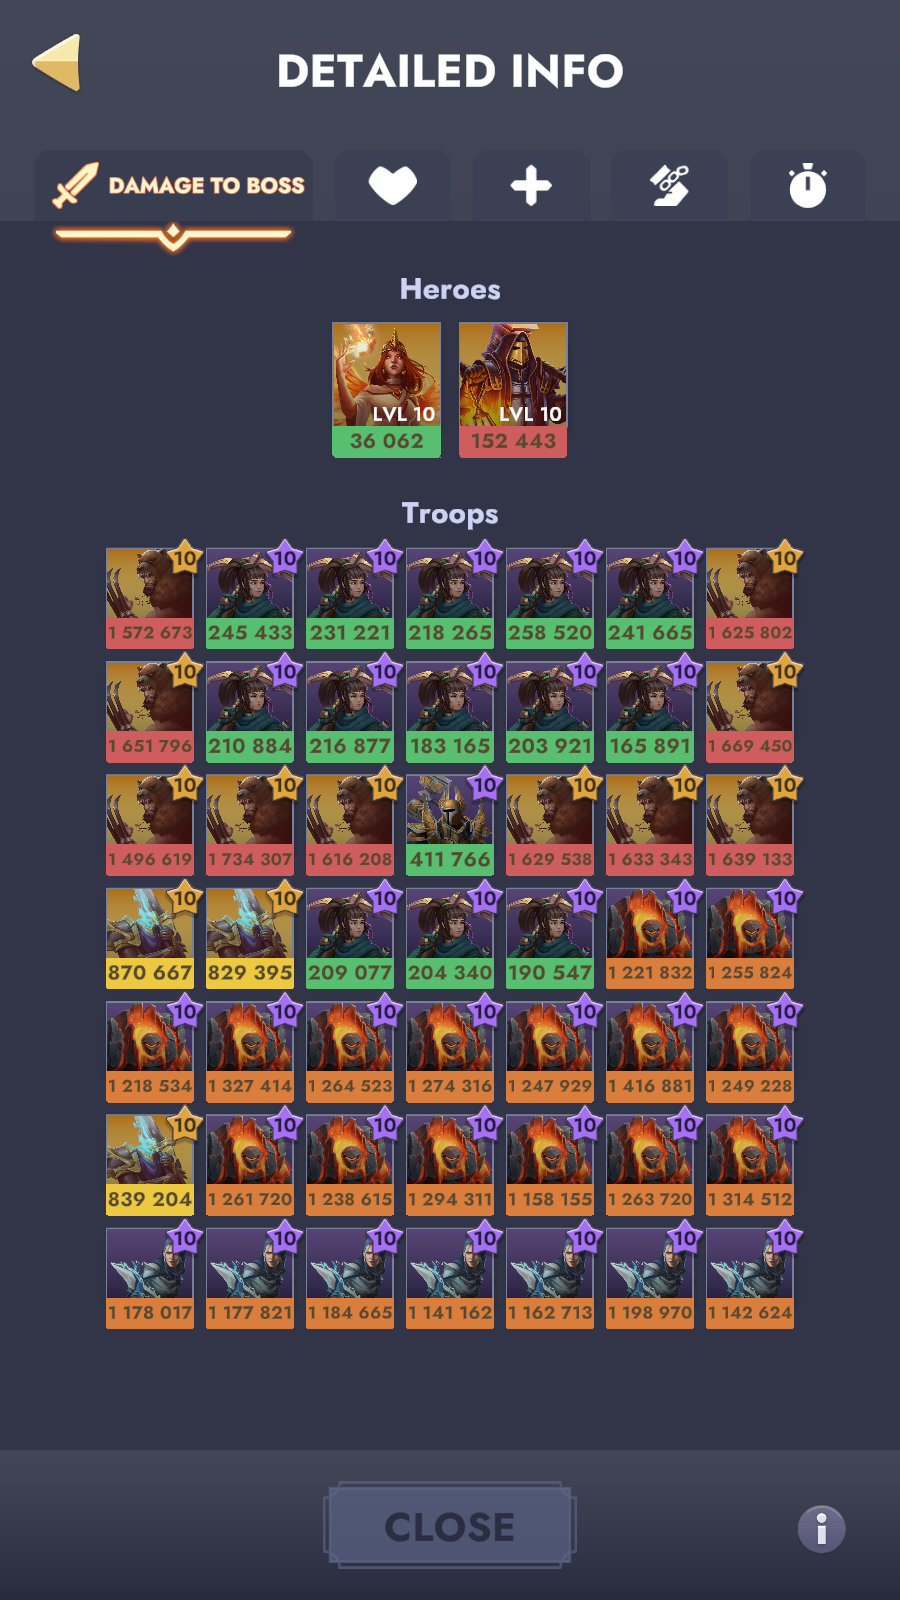 DETAILED INFO
DAMAGE TO BOSS
Heroes
LVL 10 LVL 10
36 062 152 443
Troops
10 10 10 10 10 10 10
1 572 673 245 433 231 221 218 265 258 520 241 665 1 625 802
10 10 10 10 10 10 10
1 651 796 210 884 216 877 183 165 203 921 165 891 1 669 450
10 10 10 10 10 10 10
1 496 619 1 734 307 1 616 208 411 766 1 629 538 1 633 343 1 639 133
10 10 10 10 10 10 10
870 667 829 395 209 077 204 340 190 547 1 221 832 1 255 824
10 10 10 10 10 10 10
1 218 534 1 327 414 1 264 523 1 274 316 1 247 929 1 416 881 1 249 228
10 10 10 10 10 10 10
839 204 1 261 720 1 238 615 1 294 311 1 158 155 1 263 720 1 314 512
10 10 10 10 10 10 10
1 178 017 1 177 821 1 184 665 1 141 162 1 162 713 1 198 970 1 142 624
CLOSE